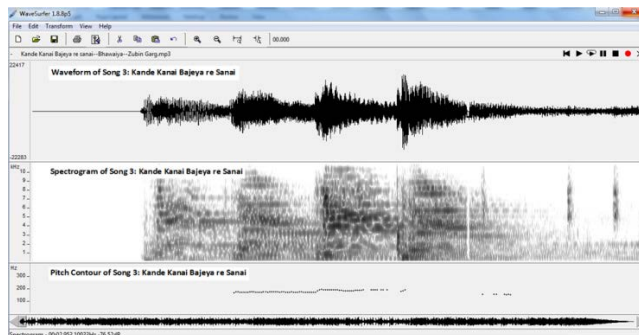 WaveSurfer 1.8.8p5
File Edit Transform View Help
00.000
Kande Kanai Bajeya re sanai--Bhawaiya--Zubin Garg.mp3
22417
Waveform of Song 3: Kande Kanai Bajeya re Sanai
-22283
kHz
Spectrogram of Song 3: Kande Kanai Bajeya re Sanai
10
9
8
7
6
5
4
3
2
1
Hz
Pitch Contour of Song 3: Kande Kanai Bajeya re Sanai
300
200
100